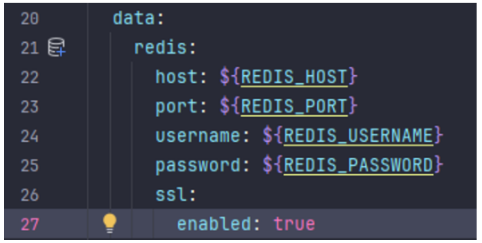 20 data:
21 redis:
22 host: ${REDIS_HOST}
23 port: ${REDIS_PORT}
24 username: ${REDIS_USERNAME}
25 password: ${REDIS_PASSWORD}
26 ssl:
27 enabled: true